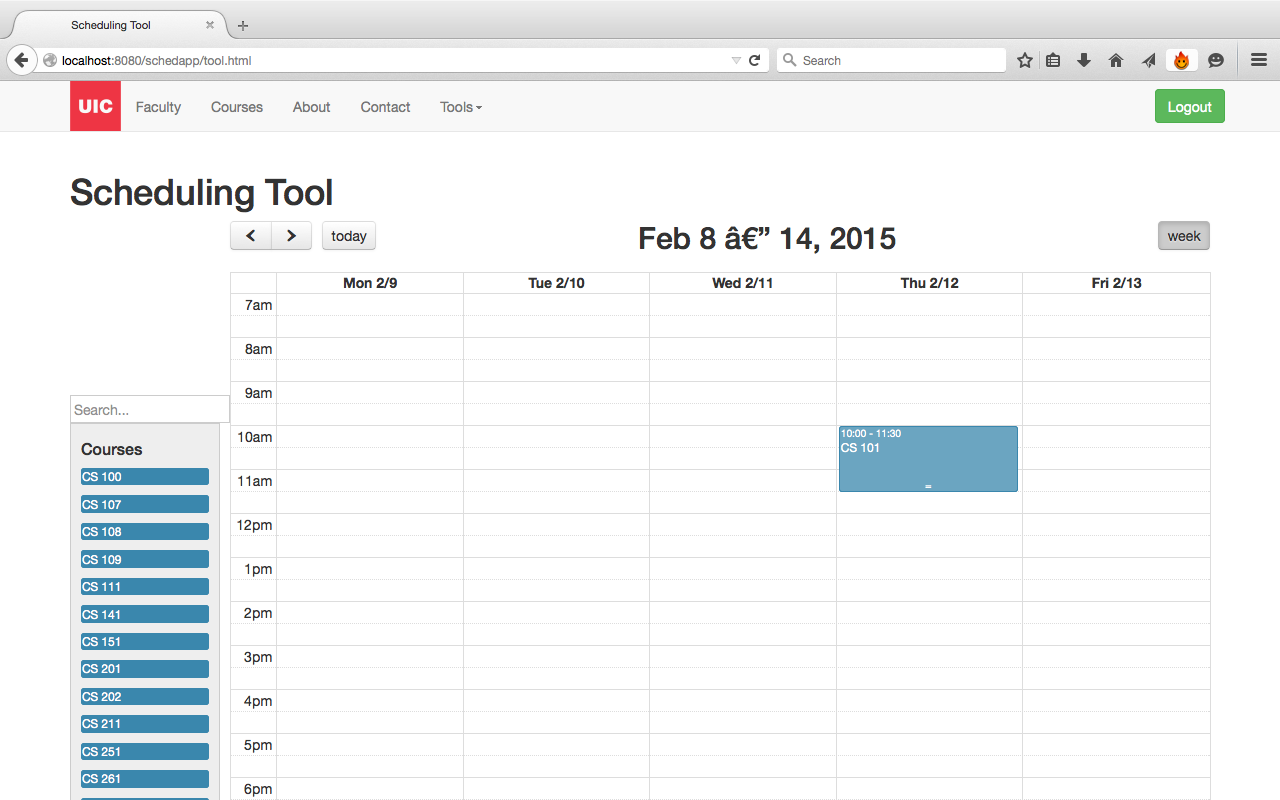 Scheduling Tool
localhost:8080/schedapp/tool.html
Search
UIC Faculty Courses About Contact Tools Logout
Scheduling Tool
today Feb 8 â€” 14, 2015 week
Mon 2/9 Tue 2/10 Wed 2/11 Thu 2/12 Fri 2/13
7am
8am
9am
10am
11am
12pm
1pm
2pm
3pm
4pm
5pm
6pm
10:00 - 11:30
CS 101
Search...
Courses
CS 100
CS 107
CS 108
CS 109
CS 111
CS 141
CS 151
CS 201
CS 202
CS 211
CS 251
CS 261